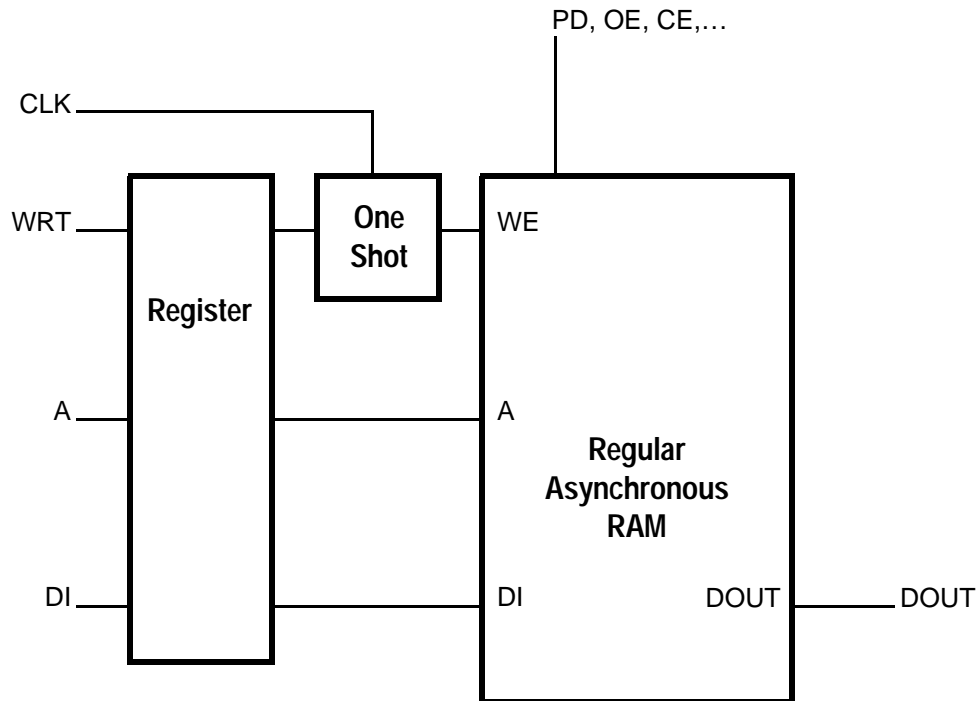 PD, OE, CE,…
CLK
WRT
One
Shot
WE
Register
A
A
Regular
Asynchronous
RAM
DI
DI
DOUT
DOUT